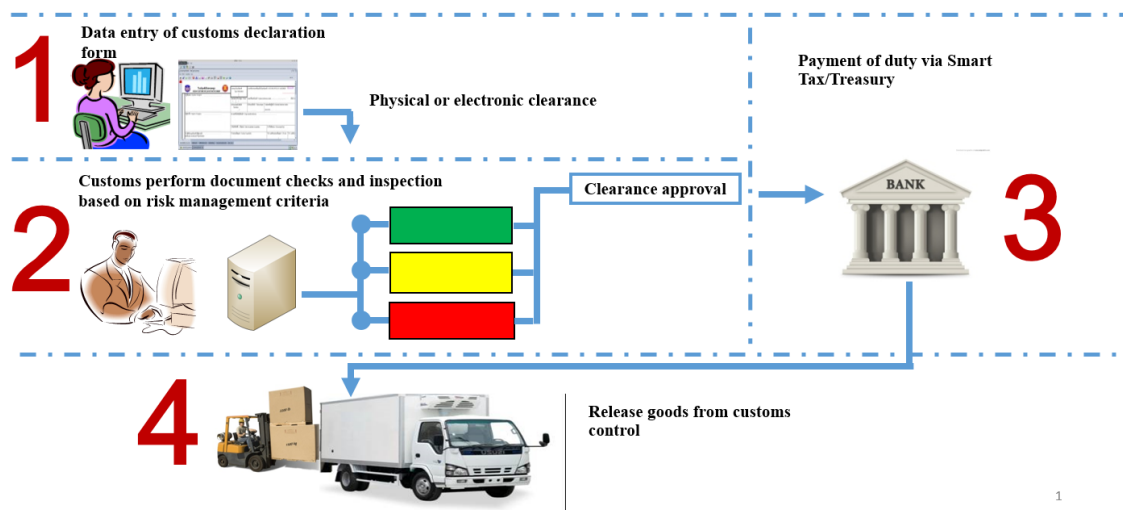 1
Data entry of customs declaration
form
Physical or electronic clearance
Payment of duty via Smart
Tax/Treasury
2
Customs perform document checks and inspection
based on risk management criteria
Clearance approval
BANK
3
4
Release goods from customs
control
1